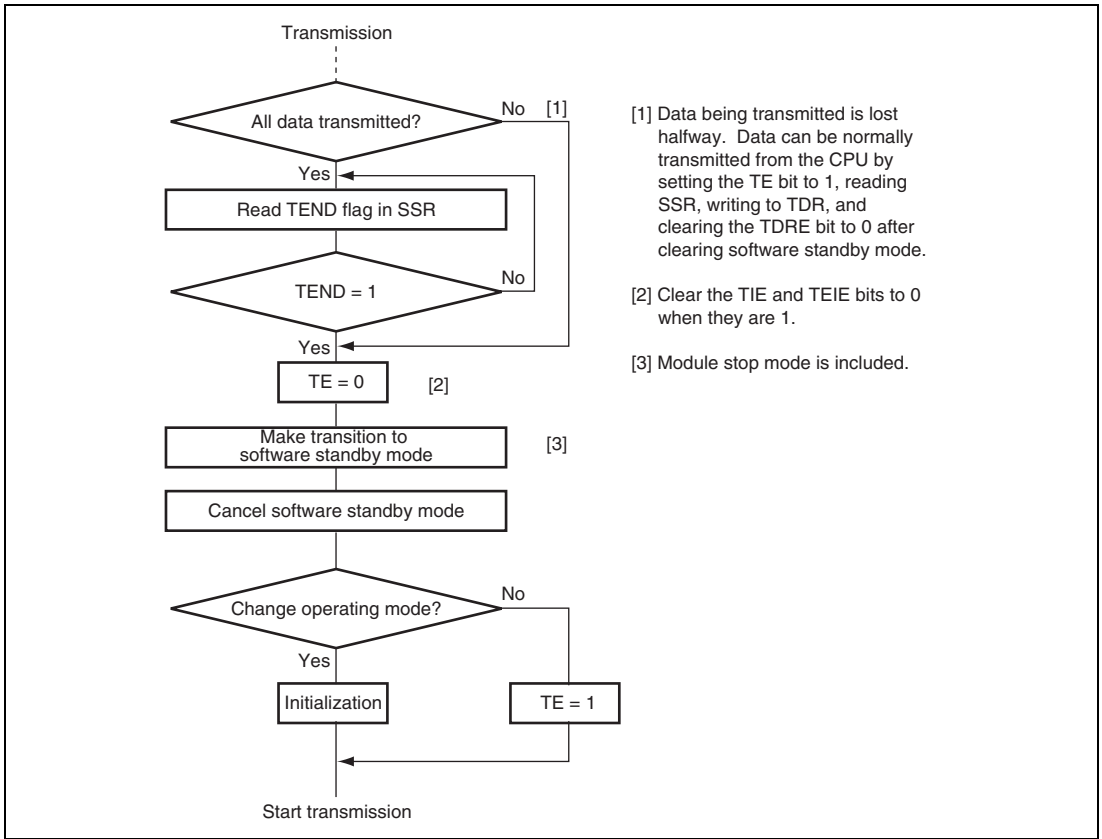 Transmission
All data transmitted?
No
[1]
Yes
Read TEND flag in SSR
TEND = 1
No
Yes
TE = 0
[2]
Make transition to
software standby mode
[3]
Cancel software standby mode
Change operating mode?
No
Yes
Initialization
TE = 1
Start transmission
[1] Data being transmitted is lost
halfway. Data can be normally
transmitted from the CPU by
setting the TE bit to 1, reading
SSR, writing to TDR, and
clearing the TDRE bit to 0 after
clearing software standby mode.
[2] Clear the TIE and TEIE bits to 0
when they are 1.
[3] Module stop mode is included.